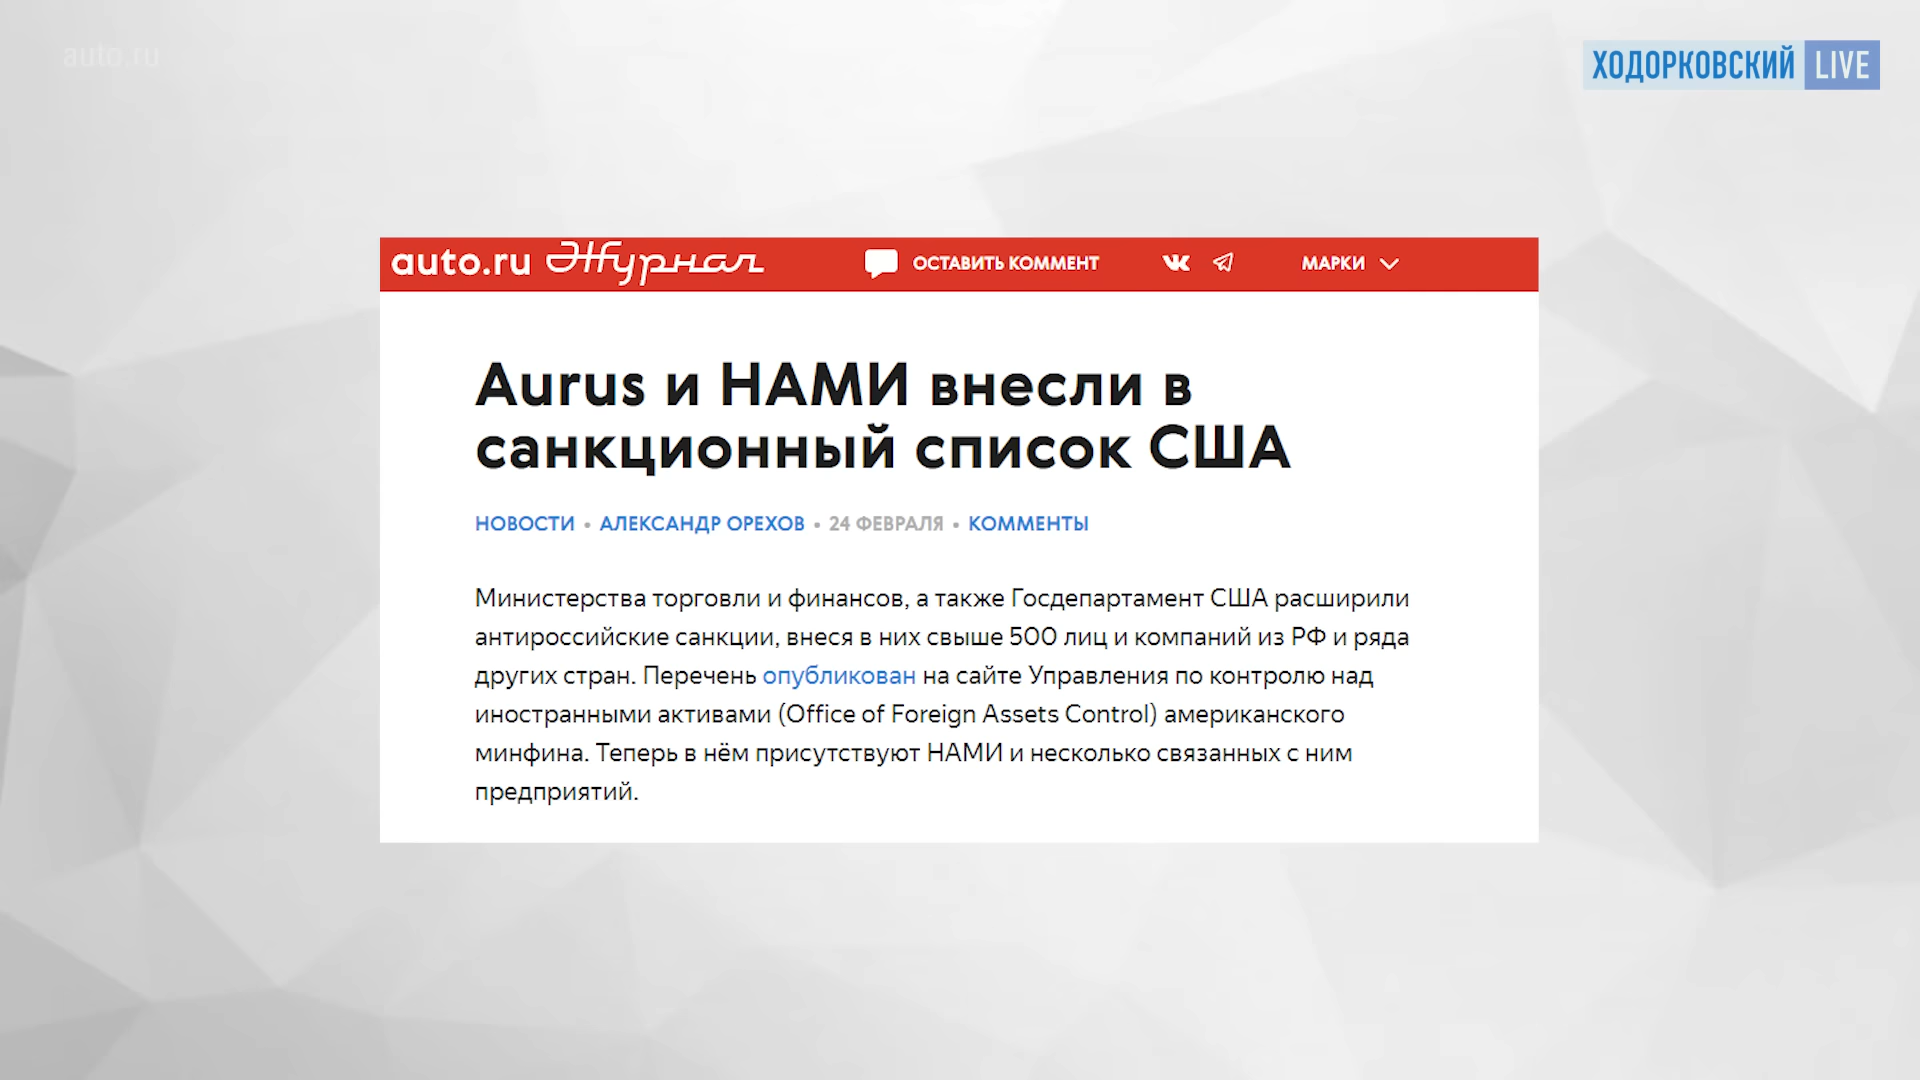 auto.ru
ХОДОРКОВСКИЙ LIVE
auto.ru Журнал ОСТАВИТЬ КОММЕНТ МАРКИ
Aurus и НАМИ внесли в
санкционный список США
НОВОСТИ • АЛЕКСАНДР ОРЕХОВ • 24 ФЕВРАЛЯ • КОММЕНТЫ
Министерства торговли и финансов, а также Госдепартамент США расширили
антироссийские санкции, внеся в них свыше 500 лиц и компаний из РФ и ряда
других стран. Перечень опубликован на сайте Управления по контролю над
иностранными активами (Office of Foreign Assets Control) американского
минфина. Теперь в нём присутствуют НАМИ и несколько связанных с ним
предприятий.